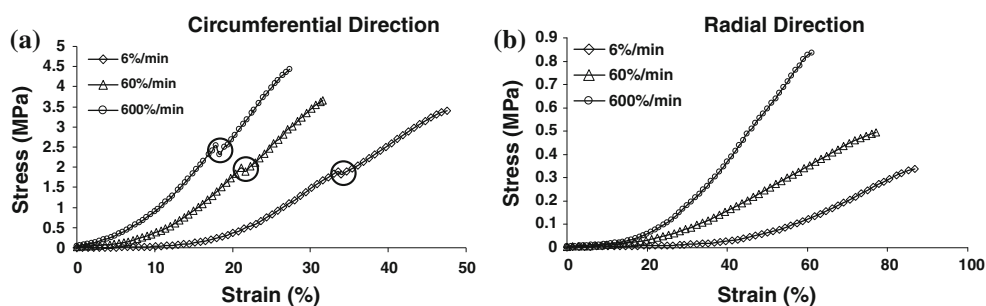 (a)
Circumferential Direction
Stress (MPa)
5
4.5
4
3.5
3
2.5
2
1.5
1
0.5
0
6%/min
60%/min
600%/min
0 10 20 30 40 50
Strain (%)
(b)
Radial Direction
Stress (MPa)
0.9
0.8
0.7
0.6
0.5
0.4
0.3
0.2
0.1
0
6%/min
60%/min
600%/min
0 20 40 60 80 100
Strain (%)